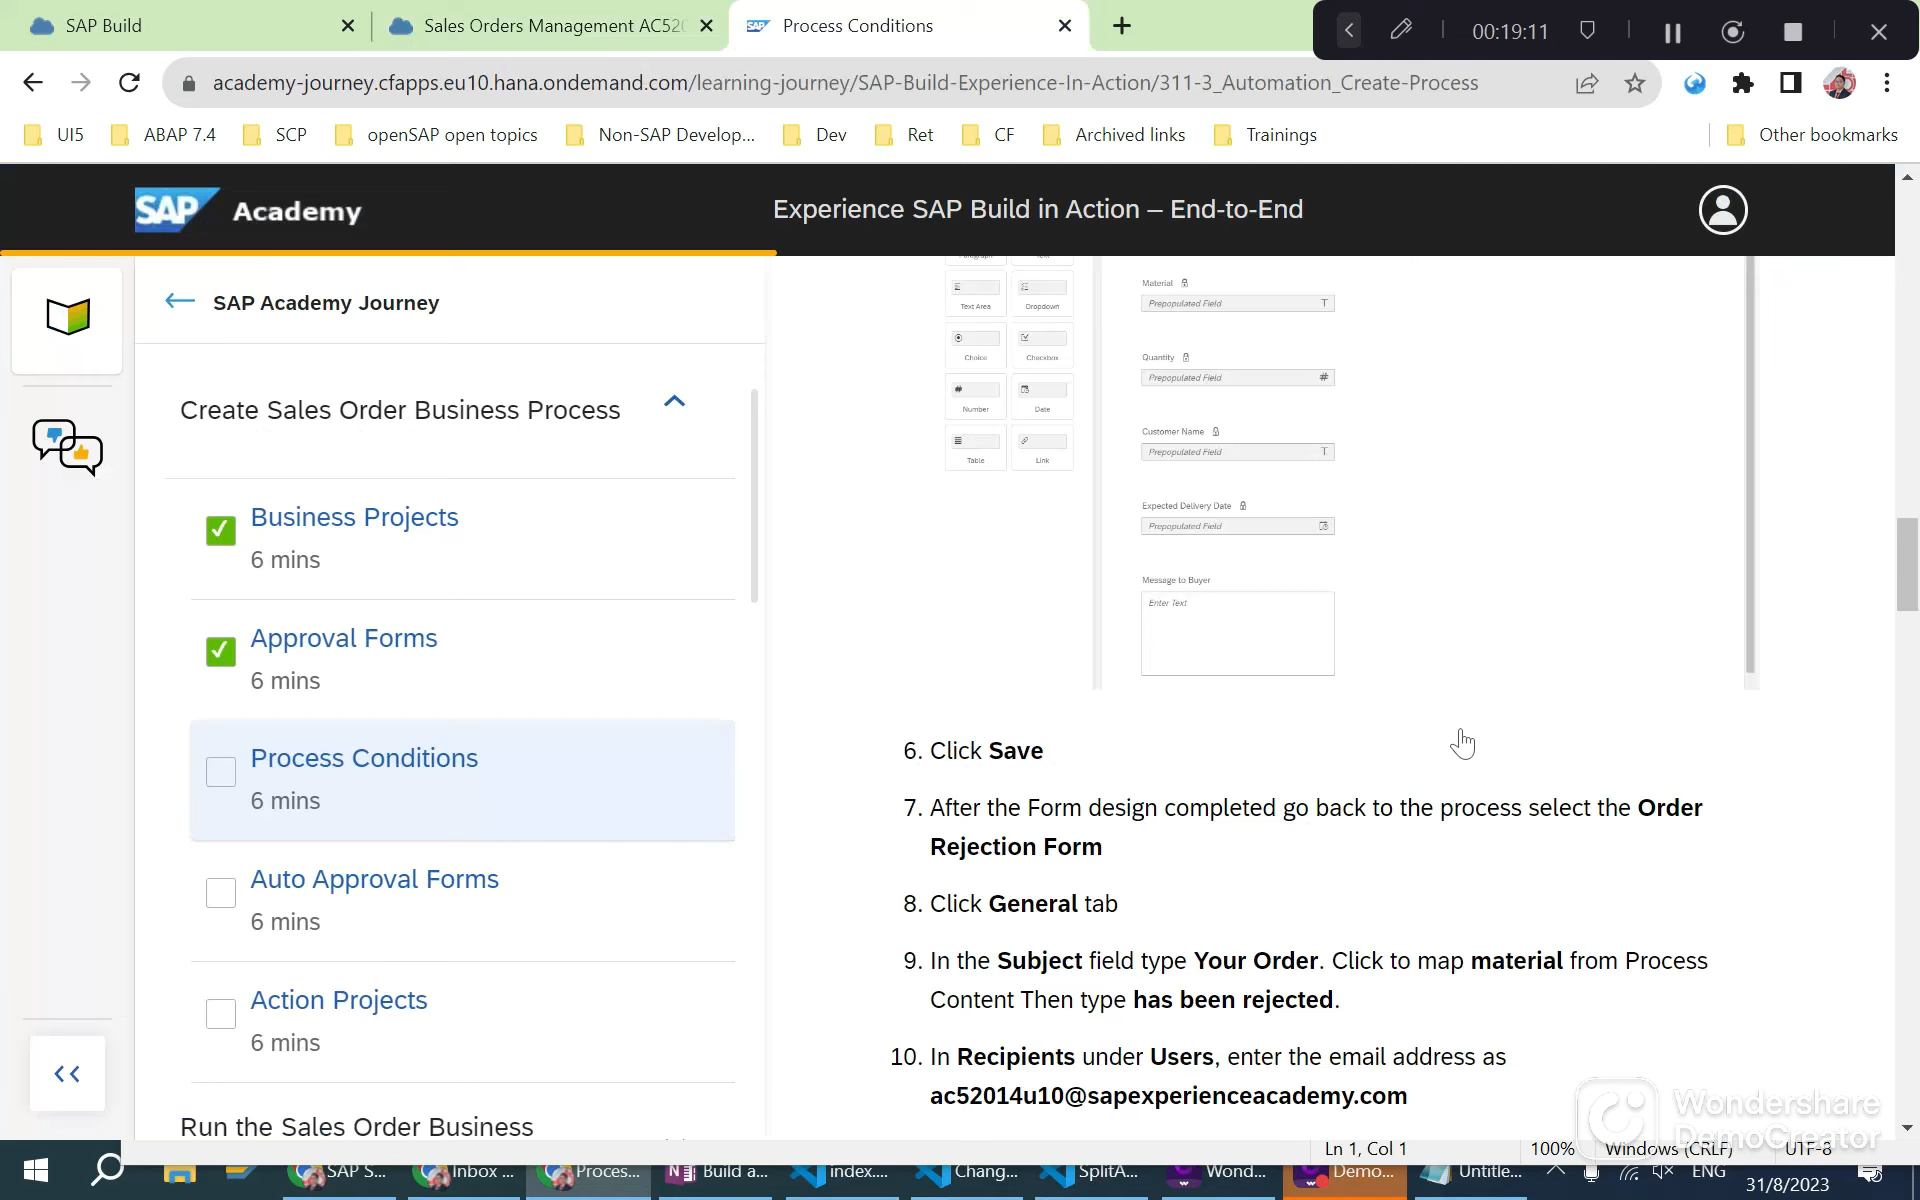 SAP Build
Sales Orders Management AC520
Process Conditions
00:19:11
academy-journey.cfapps.eu10.hana.ondemand.com/learning-journey/SAP-Build-Experience-In-Action/311-3_Automation_Create-Process
UI5
ABAP 7.4
SCP
openSAP open topics
Non-SAP Develop...
Dev
Ret
CF
Archived links
Trainings
Other bookmarks
SAP Academy
Experience SAP Build in Action – End-to-End
SAP Academy Journey
Create Sales Order Business Process
Business Projects
6 mins
Approval Forms
6 mins
Process Conditions
6 mins
Auto Approval Forms
6 mins
Action Projects
6 mins
Run the Sales Order Business
Text Area
Dropdown
Choice
Checkbox
Number
Date
Table
Link
Material
Prepopulated Field
Quantity
Prepopulated Field
Customer Name
Prepopulated Field
Expected Delivery Date
Prepopulated Field
Message to Buyer
Enter Text
6. Click Save
7. After the Form design completed go back to the process select the Order
Rejection Form
8. Click General tab
9. In the Subject field type Your Order. Click to map material from Process
Content Then type has been rejected.
10. In Recipients under Users, enter the email address as
ac52014u10@sapexperienceacademy.com
Wondershare
DemoCreator
Ln 1, Col 1
100%
Windows (CRLF)
UTF-8
SAP S...
Inbox ...
Proces...
Build a...
index....
Chang...
SplitA...
Wond...
Demo...
Untitle...
ENG
31/8/2023